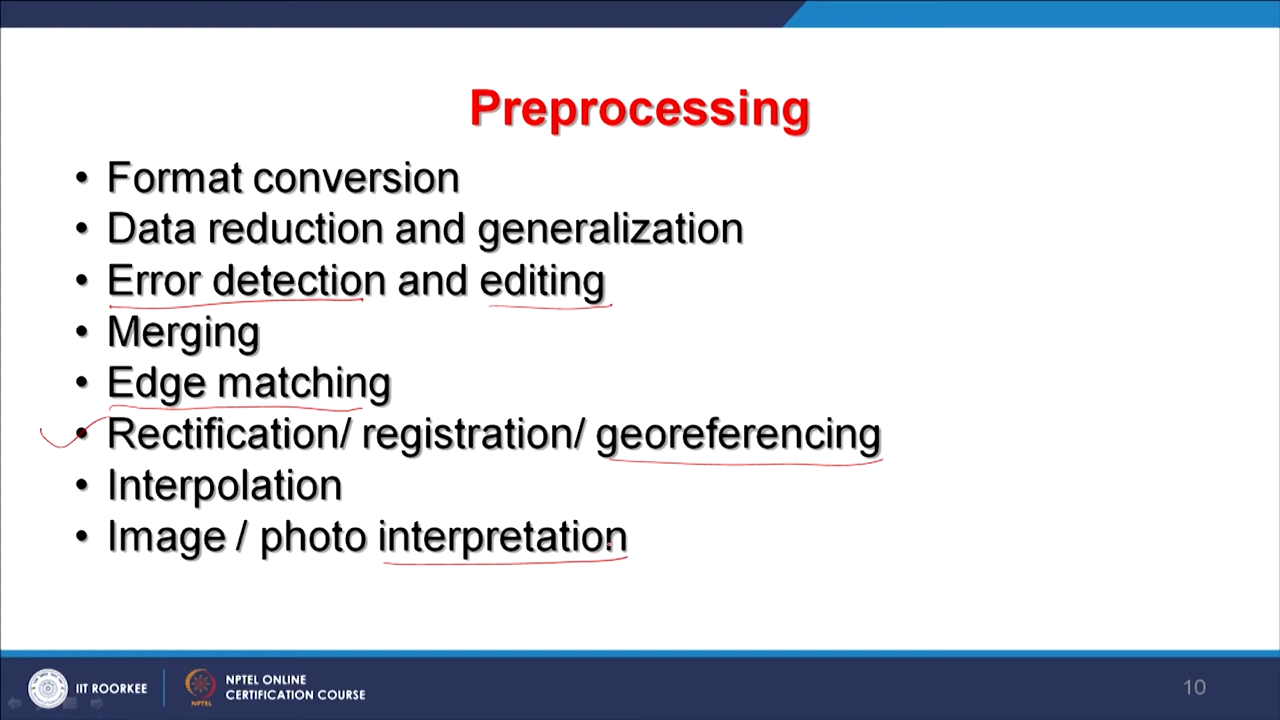 Preprocessing
• Format conversion
• Data reduction and generalization
• Error detection and editing
• Merging
• Edge matching
• Rectification/ registration/ georeferencing
• Interpolation
• Image / photo interpretation
IIT ROORKEE
NPTEL
NPTEL ONLINE
CERTIFICATION COURSE
10